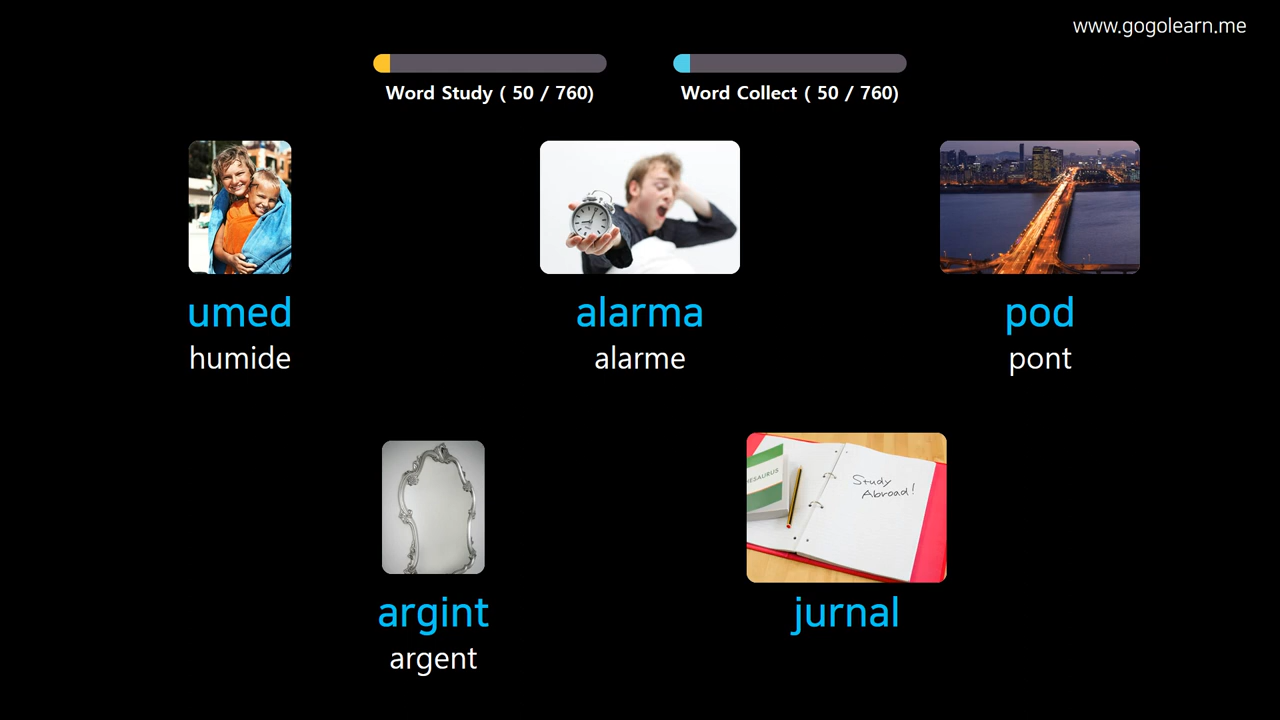 www.gogolearn.me
Word Study ( 50 / 760)
Word Collect ( 50 / 760)
umed
humide
alarma
alarme
pod
pont
HESAURUS
Study
Abroad!
argint
argent
jurnal